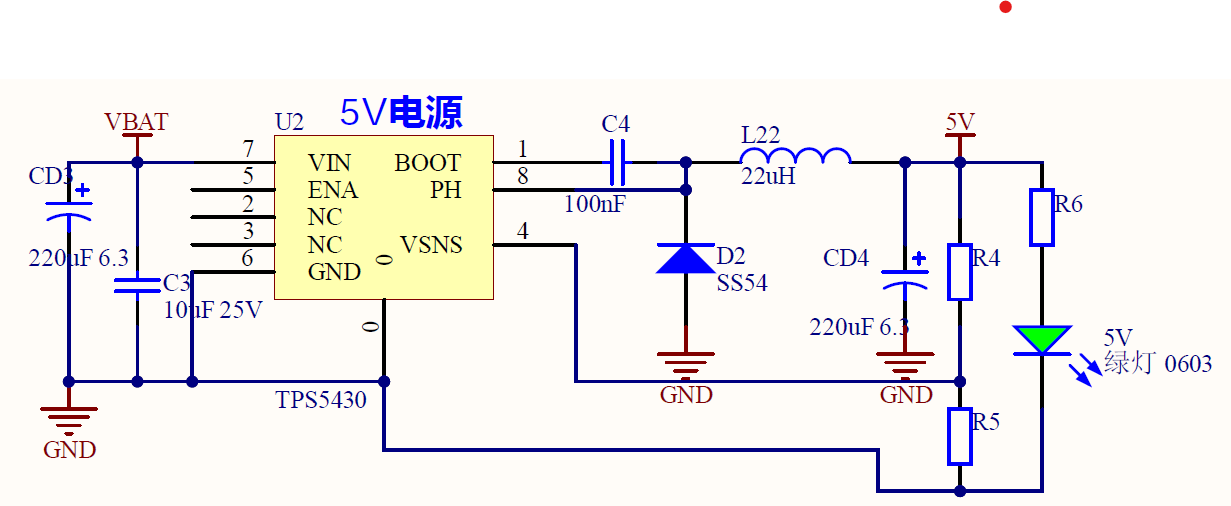 5V电源
VBAT
U2
C4
L22
22uH
5V
7
VIN
BOOT
1
5
ENA
PH
8
100nF
2
NC
3
NC
VSNS
4
6
GND
0
0
TPS5430
CD3
220uF 6.3
C3
10uF 25V
GND
D2
SS54
GND
CD4
220uF 6.3
GND
R4
R6
R5
5V
绿灯 0603